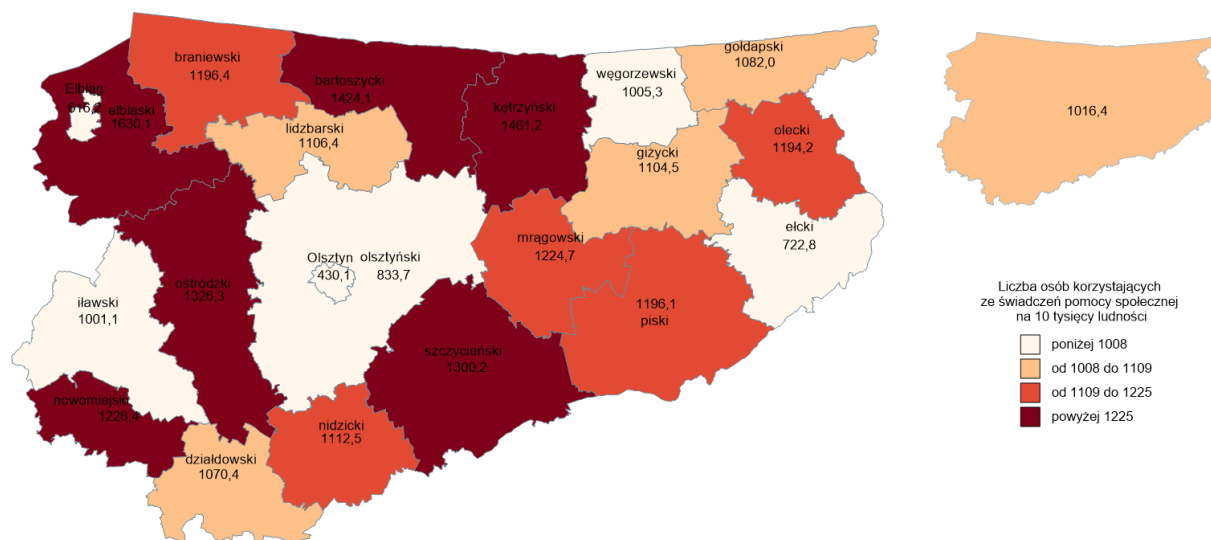 gołdapski
1082,0
braniewski
1196,4
węgorzewski
1005,3
bartoszycki
1424,1
kętrzyński
1461,2
Elbląg
616,2
elbląski
1630,1
1016,4
lidzbarski
1106,4
olecki
1194,2
giżycki
1104,5
ełcki
722,8
mrągowski
1224,7
Olsztyn
430,1
olsztyński
833,7
ostródzki
1326,3
iławski
1001,1
1196,1
piski
szczycieński
1300,2
nowomiejski
1226,4
nidzicki
1112,5
działdowski
1070,4
Liczba osób korzystających
ze świadczeń pomocy społecznej
na 10 tysięcy ludności
poniżej 1008
od 1008 do 1109
od 1109 do 1225
powyżej 1225